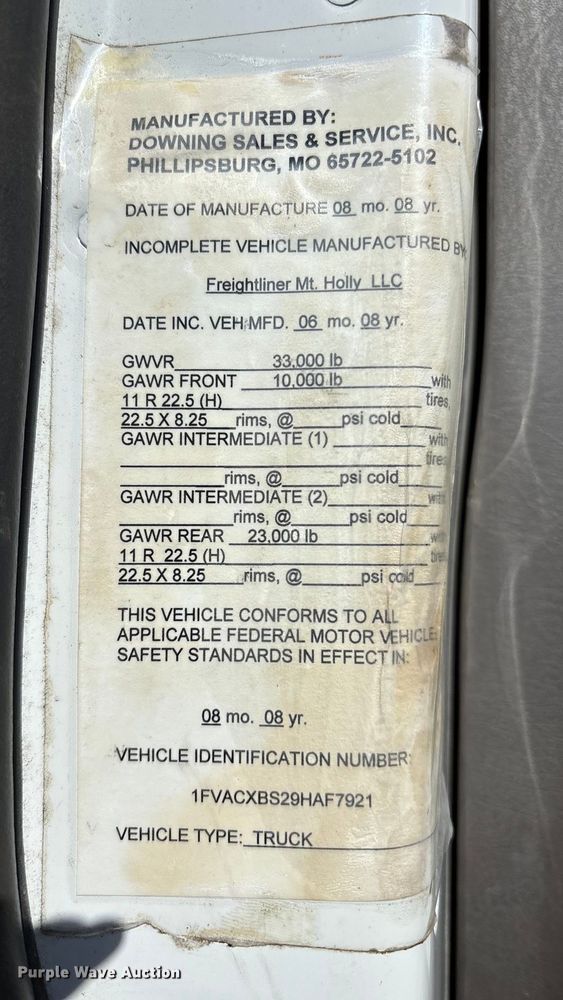 MANUFACTURED BY:
DOWNING SALES & SERVICE, INC.
PHILLIPSBURG, MO 65722-5102
DATE OF MANUFACTURE 08 mo. 08 yr.
INCOMPLETE VEHICLE MANUFACTURED BY
Freightliner Mt. Holly LLC
DATE INC. VEH.MFD. 06 mo. 08 yr.
GWVR 33,000 lb
GAWR FRONT 10,000 lb with
11 R 22.5 (H) tires,
22.5 X 8.25 rims, @ psi cold
GAWR INTERMEDIATE (1) with
tires
rims, @ psi cold
GAWR INTERMEDIATE (2) with
rims, @ psi cold
GAWR REAR 23,000 lb with
11 R 22.5 (H) tires
22.5 X 8.25 rims, @ psi cold
THIS VEHICLE CONFORMS TO ALL
APPLICABLE FEDERAL MOTOR VEHICLE
SAFETY STANDARDS IN EFFECT IN:
08 mo. 08 yr.
VEHICLE IDENTIFICATION NUMBER:
1FVACXBS29HAF7921
VEHICLE TYPE: TRUCK
Purple Wave Auction